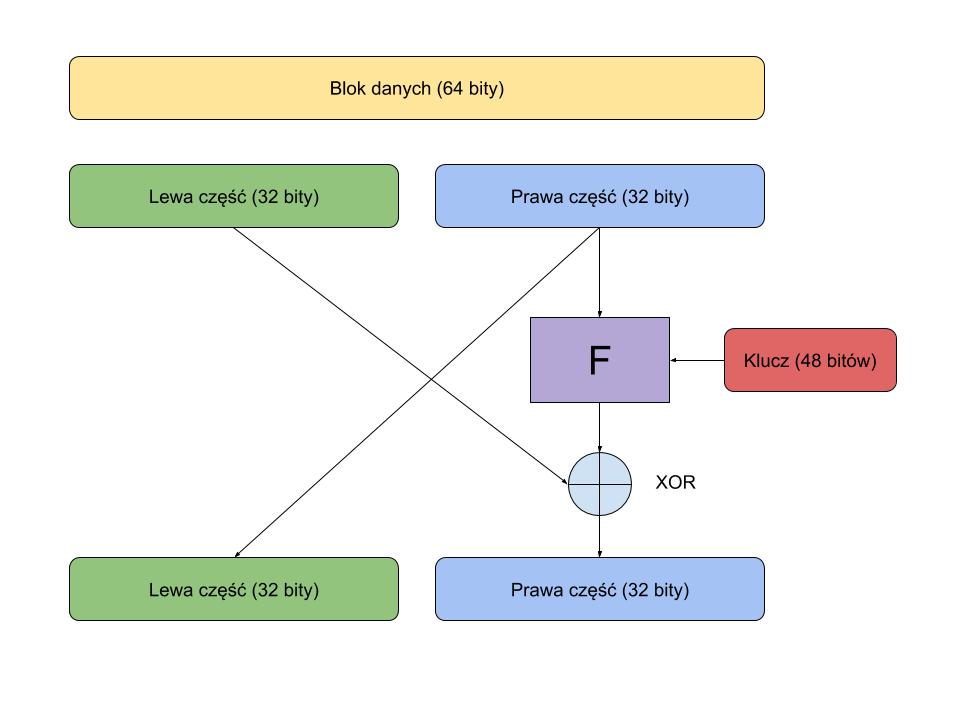 Blok danych (64 bity)
Lewa część (32 bity)
Prawa część (32 bity)
F
Klucz (48 bitów)
XOR
Lewa część (32 bity)
Prawa część (32 bity)